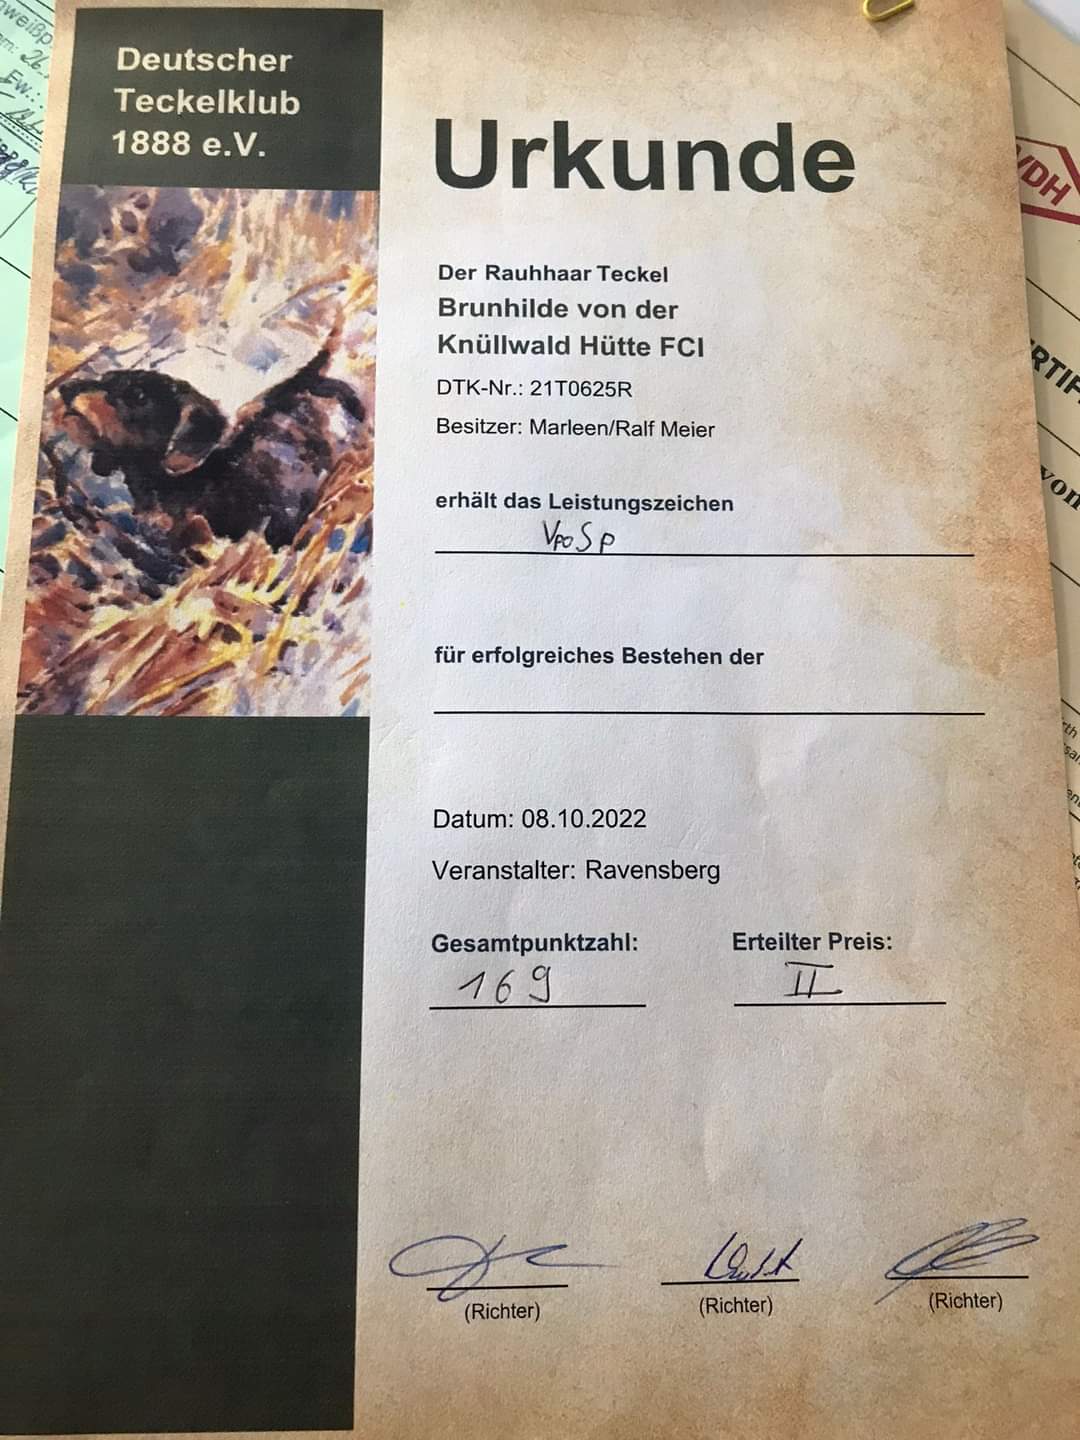 Deutscher
Teckelklub
1888 e.V.
Urkunde
Der Rauhhaar Teckel
Brunhilde von der
Knüllwald Hütte FCI
DTK-Nr.: 21T0625R
Besitzer: Marleen/Ralf Meier
erhält das Leistungszeichen
VpoSp
für erfolgreiches Bestehen der
Datum: 08.10.2022
Veranstalter: Ravensberg
Gesamtpunktzahl: Erteilter Preis:
169 II
(Richter) (Richter) (Richter)
VDH
von